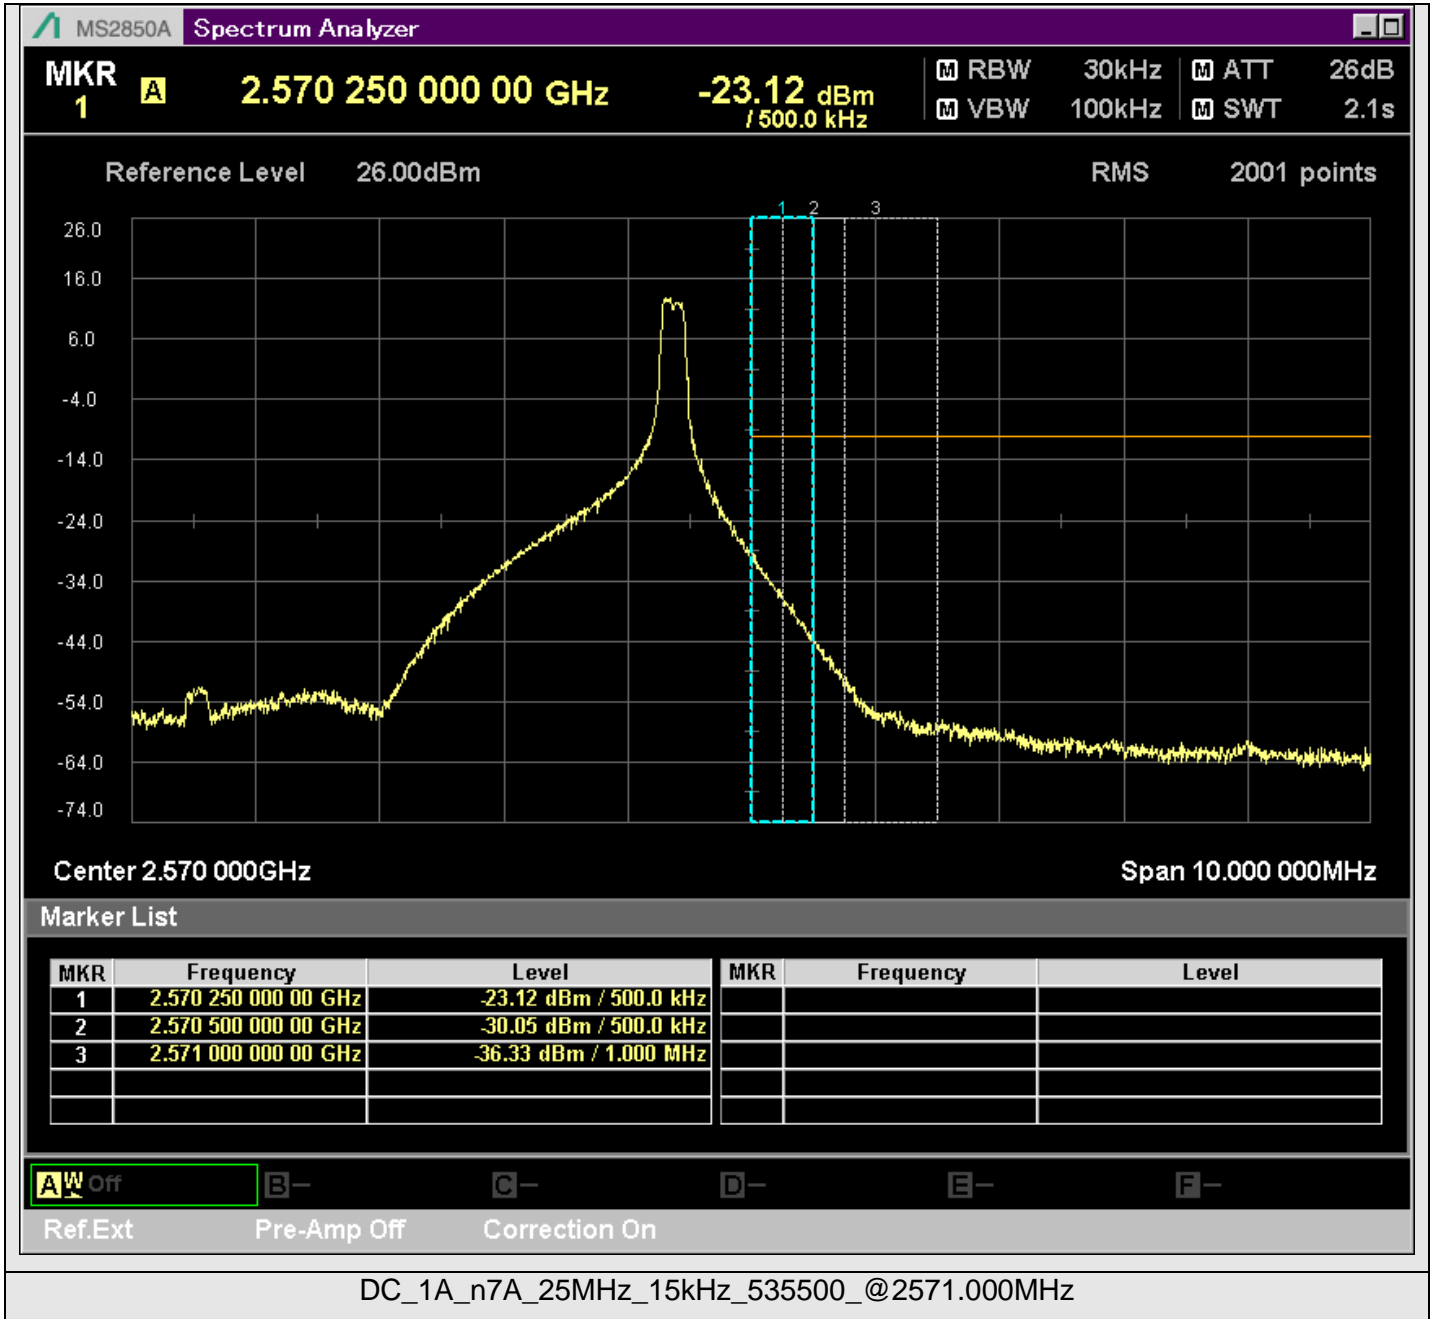 MS2850A Spectrum Analyzer
MKR 1 A 2.570 250 000 00 GHz -23.12 dBm / 500.0 kHz
M RBW 30kHz M ATT 26dB
M VBW 100kHz M SWT 2.1s
Reference Level 26.00dBm RMS 2001 points
1 2 3
26.0
16.0
6.0
-4.0
-14.0
-24.0
-34.0
-44.0
-54.0
-64.0
-74.0
Center 2.570 000GHz Span 10.000 000MHz
Marker List
MKR Frequency Level MKR Frequency Level
1 2.570 250 000 00 GHz -23.12 dBm / 500.0 kHz
2 2.570 500 000 00 GHz -30.05 dBm / 500.0 kHz
3 2.571 000 000 00 GHz -36.33 dBm / 1.000 MHz
A W Off B — C — D — E — F —
Ref.Ext Pre-Amp Off Correction On
DC_1A_n7A_25MHz_15kHz_535500_@2571.000MHz